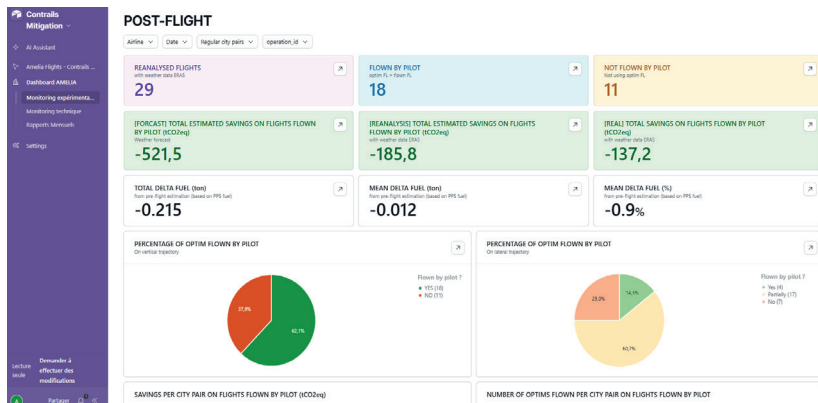 Contrails
Mitigation
AI Assistant
Amelia Flights - Contrails ...
Dashboard AMELIA
Monitoring expérimenta...
Monitoring technique
Rapports Mensuels
Settings
Lecture seule
Demander à effectuer des modifications
Partager
POST-FLIGHT
Airline
Date
Regular city pairs
operation_id
REANALYSED FLIGHTS
with weather data ERA5
29
FLOWN BY PILOT
optim FL = flown FL
18
NOT FLOWN BY PILOT
Not using optim FL
11
[FORCAST] TOTAL ESTIMATED SAVINGS ON FLIGHTS FLOWN
BY PILOT (tCO2eq)
Weather forecast
-521,5
[REANALYSIS] TOTAL ESTIMATED SAVINGS ON FLIGHTS
FLOWN BY PILOT (tCO2eq)
with weather data ERA5
-185,8
[REAL] TOTAL SAVINGS ON FLIGHTS FLOWN BY PILOT
(tCO2eq)
with weather data ERA5
-137,2
TOTAL DELTA FUEL (ton)
from pre-flight estimation (based on PPS fuel)
-0.215
MEAN DELTA FUEL (ton)
from pre-flight estimation (based on PPS fuel)
-0.012
MEAN DELTA FUEL (%)
from pre-flight estimation (based on PPS fuel)
-0.9%
PERCENTAGE OF OPTIM FLOWN BY PILOT
On vertical trajectory
Flown by pilot ?
YES (18)
NO (11)
37,9%
62,1%
PERCENTAGE OF OPTIM FLOWN BY PILOT
On lateral trajectory
Flown by pilot ?
Yes (4)
Partially (17)
No (7)
25,0%
14,3%
60,7%
SAVINGS PER CITY PAIR ON FLIGHTS FLOWN BY PILOT (tCO2eq)
NUMBER OF OPTIMS FLOWN PER CITY PAIR ON FLIGHTS FLOWN BY PILOT